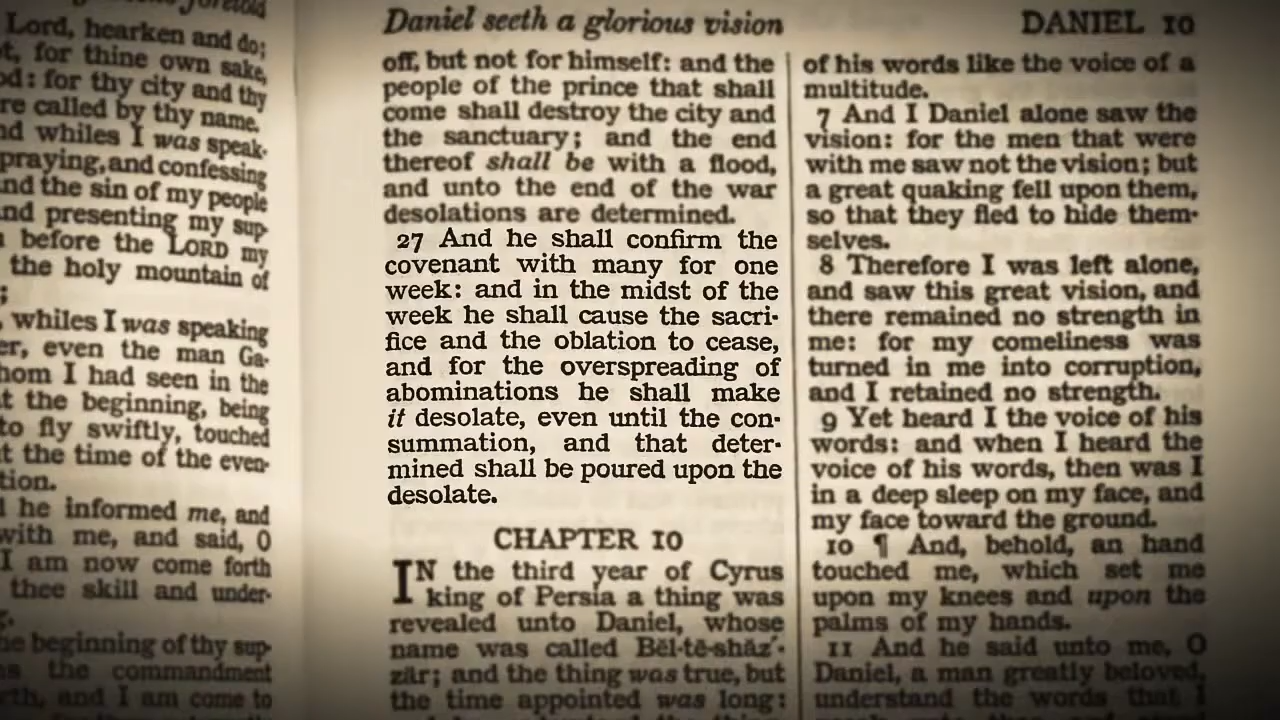 Daniel seeth a glorious vision
DANIEL 10
Lord, hearken and do;
for thine own sake,
for thy city and thy
called by thy name.
whiles I was speak-
praying, and confessing
and the sin of my people
and presenting my sup-
before the LORD my
the holy mountain of
whiles I was speaking
even the man Ga-
I had seen in the
the beginning, being
to fly swiftly, touched
the time of the even-
he informed me, and
with me, and said, O
I am now come forth
thee skill and under-
beginning of thy sup-
the commandment
and I am come to
off, but not for himself: and the
people of the prince that shall
come shall destroy the city and
the sanctuary; and the end
thereof shall be with a flood,
and unto the end of the war
desolations are determined.
27 And he shall confirm the
covenant with many for one
week: and in the midst of the
week he shall cause the sacri-
fice and the oblation to cease,
and for the overspreading of
abominations he shall make
it desolate, even until the con-
summation, and that deter-
mined shall be poured upon the
desolate.
CHAPTER 10
IN the third year of Cyrus
king of Persia a thing was
revealed unto Daniel, whose
name was called Bĕl-tĕ-shăz´-
zär; and the thing was true, but
the time appointed was long:
of his words like the voice of a
multitude.
7 And I Daniel alone saw the
vision: for the men that were
with me saw not the vision; but
a great quaking fell upon them,
so that they fled to hide them-
selves.
8 Therefore I was left alone,
and saw this great vision, and
there remained no strength in
me: for my comeliness was
turned in me into corruption,
and I retained no strength.
9 Yet heard I the voice of his
words: and when I heard the
voice of his words, then was I
in a deep sleep on my face, and
my face toward the ground.
10 ¶ And, behold, an hand
touched me, which set me
upon my knees and upon the
palms of my hands.
11 And he said unto me, O
Daniel, a man greatly beloved,
understand the words that I